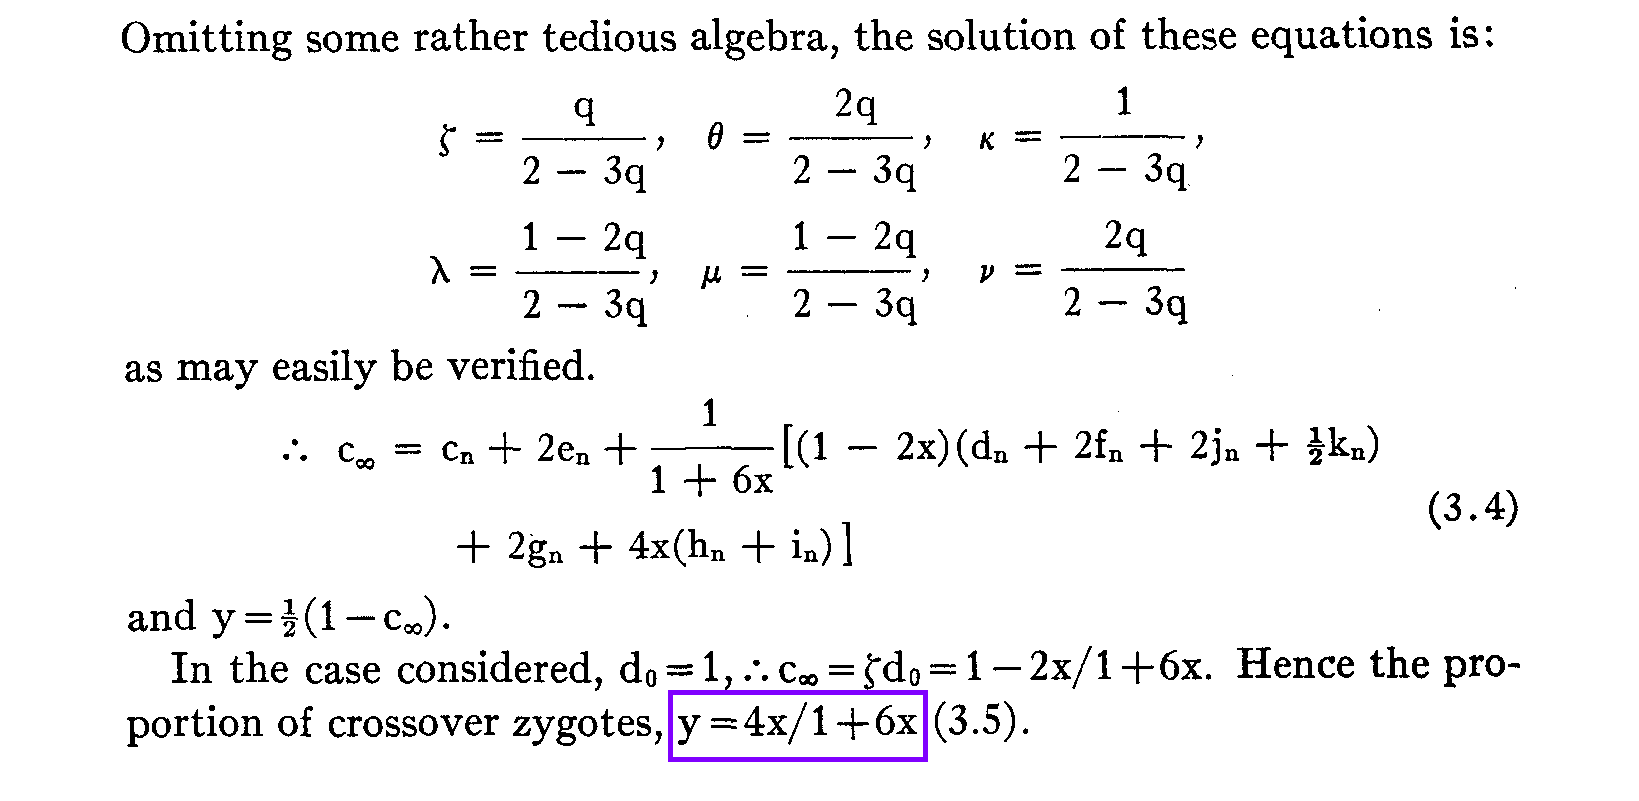 Omitting some rather tedious algebra, the solution of these equations is:
ζ = q/(2 − 3q), θ = 2q/(2 − 3q), κ = 1/(2 − 3q),
λ = (1 − 2q)/(2 − 3q), μ = (1 − 2q)/(2 − 3q), ν = 2q/(2 − 3q)
as may easily be verified.
∴ c∞ = cₙ + 2eₙ + 1/(1 + 6x) [(1 − 2x)(dₙ + 2fₙ + 2jₙ + ½kₙ)
+ 2gₙ + 4x(hₙ + iₙ)] (3.4)
and y = ½(1 − c∞).
In the case considered, d₀ = 1, ∴ c∞ = ζd₀ = 1 − 2x/1 + 6x. Hence the pro-
portion of crossover zygotes, y = 4x/1 + 6x (3.5).